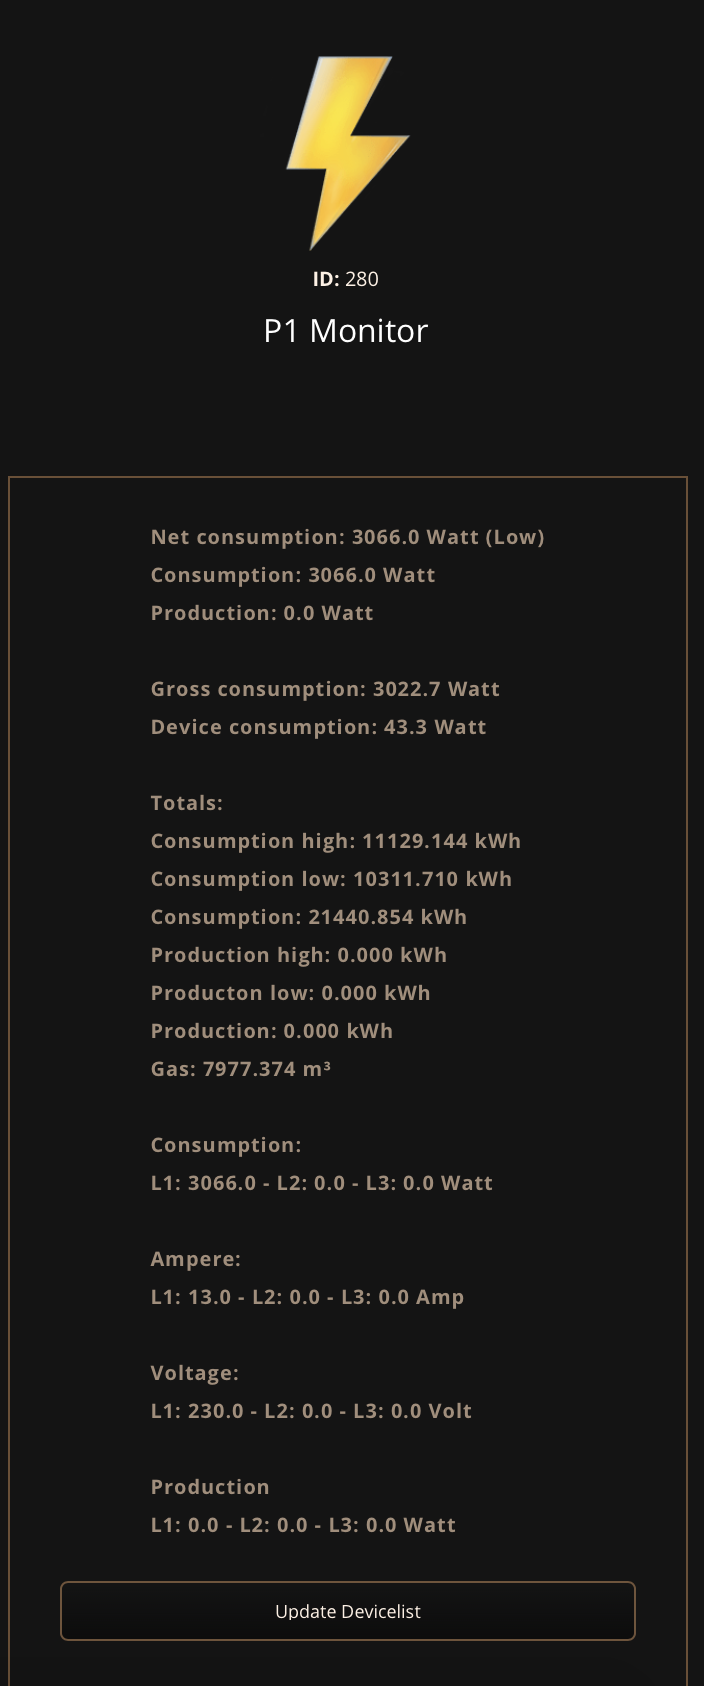 ID: 280
P1 Monitor
Net consumption: 3066.0 Watt (Low)
Consumption: 3066.0 Watt
Production: 0.0 Watt
Gross consumption: 3022.7 Watt
Device consumption: 43.3 Watt
Totals:
Consumption high: 11129.144 kWh
Consumption low: 10311.710 kWh
Consumption: 21440.854 kWh
Production high: 0.000 kWh
Producton low: 0.000 kWh
Production: 0.000 kWh
Gas: 7977.374 m³
Consumption:
L1: 3066.0 - L2: 0.0 - L3: 0.0 Watt
Ampere:
L1: 13.0 - L2: 0.0 - L3: 0.0 Amp
Voltage:
L1: 230.0 - L2: 0.0 - L3: 0.0 Volt
Production
L1: 0.0 - L2: 0.0 - L3: 0.0 Watt
Update Devicelist